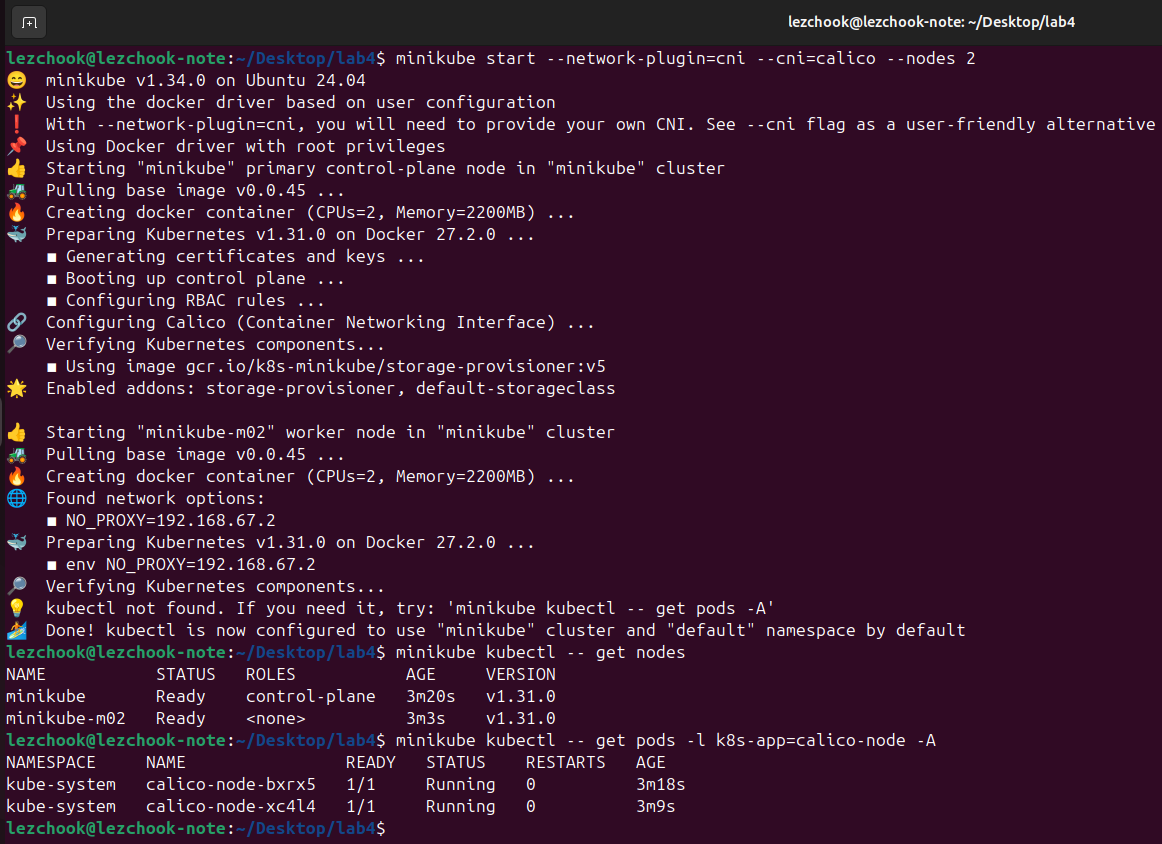 lezchook@lezchook-note: ~/Desktop/lab4
lezchook@lezchook-note:~/Desktop/lab4$ minikube start --network-plugin=cni --cni=calico --nodes 2
😄  minikube v1.34.0 on Ubuntu 24.04
✨  Using the docker driver based on user configuration
❗  With --network-plugin=cni, you will need to provide your own CNI. See --cni flag as a user-friendly alternative
📌  Using Docker driver with root privileges
👍  Starting "minikube" primary control-plane node in "minikube" cluster
🚜  Pulling base image v0.0.45 ...
🔥  Creating docker container (CPUs=2, Memory=2200MB) ...
🐳  Preparing Kubernetes v1.31.0 on Docker 27.2.0 ...
    ▪ Generating certificates and keys ...
    ▪ Booting up control plane ...
    ▪ Configuring RBAC rules ...
🔗  Configuring Calico (Container Networking Interface) ...
🔎  Verifying Kubernetes components...
    ▪ Using image gcr.io/k8s-minikube/storage-provisioner:v5
🌟  Enabled addons: storage-provisioner, default-storageclass
👍  Starting "minikube-m02" worker node in "minikube" cluster
🚜  Pulling base image v0.0.45 ...
🔥  Creating docker container (CPUs=2, Memory=2200MB) ...
🌐  Found network options:
    ▪ NO_PROXY=192.168.67.2
🐳  Preparing Kubernetes v1.31.0 on Docker 27.2.0 ...
    ▪ env NO_PROXY=192.168.67.2
🔎  Verifying Kubernetes components...
💡  kubectl not found. If you need it, try: 'minikube kubectl -- get pods -A'
🏄  Done! kubectl is now configured to use "minikube" cluster and "default" namespace by default
lezchook@lezchook-note:~/Desktop/lab4$ minikube kubectl -- get nodes
NAME           STATUS   ROLES           AGE     VERSION
minikube       Ready    control-plane   3m20s   v1.31.0
minikube-m02   Ready    <none>          3m3s    v1.31.0
lezchook@lezchook-note:~/Desktop/lab4$ minikube kubectl -- get pods -l k8s-app=calico-node -A
NAMESPACE     NAME                READY   STATUS    RESTARTS   AGE
kube-system   calico-node-bxrx5   1/1     Running   0          3m18s
kube-system   calico-node-xc4l4   1/1     Running   0          3m9s
lezchook@lezchook-note:~/Desktop/lab4$